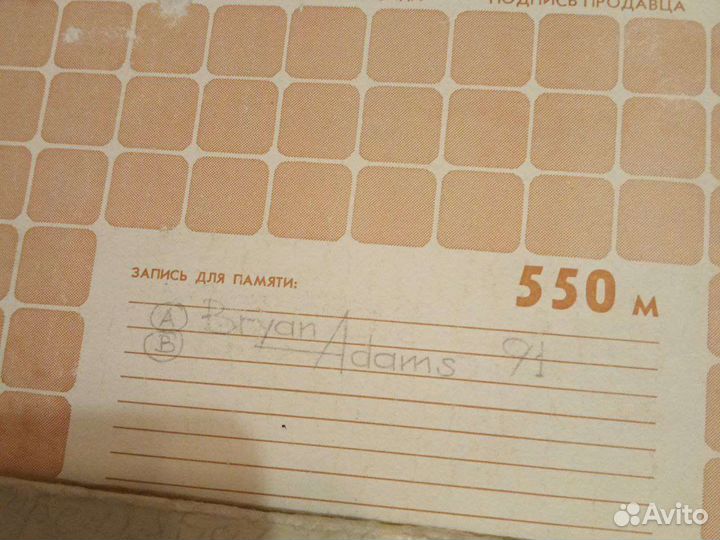 ПОДПИСЬ ПРОДАВЦА
ЗАПИСЬ ДЛЯ ПАМЯТИ:
550 м
A Bryan Adams 91
B
Avito